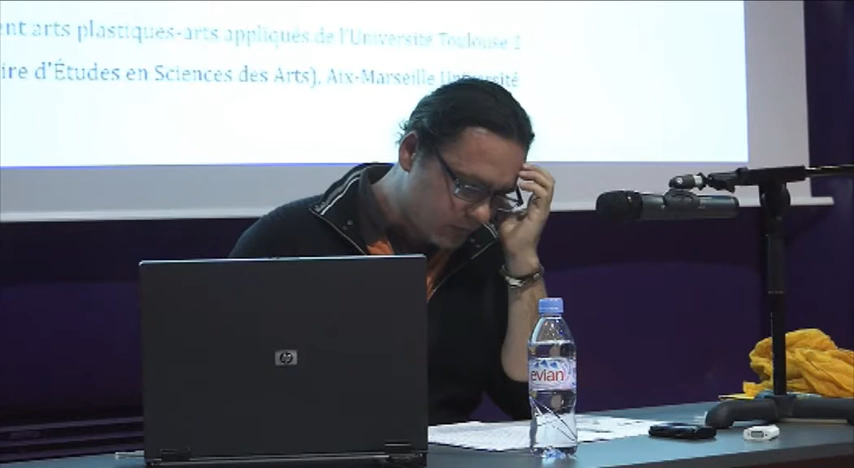 ent arts plastiques-arts appliqués de l'Université Toulouse 2
ire d'Études en Sciences des Arts), Aix-Marseille Université
hp
evian